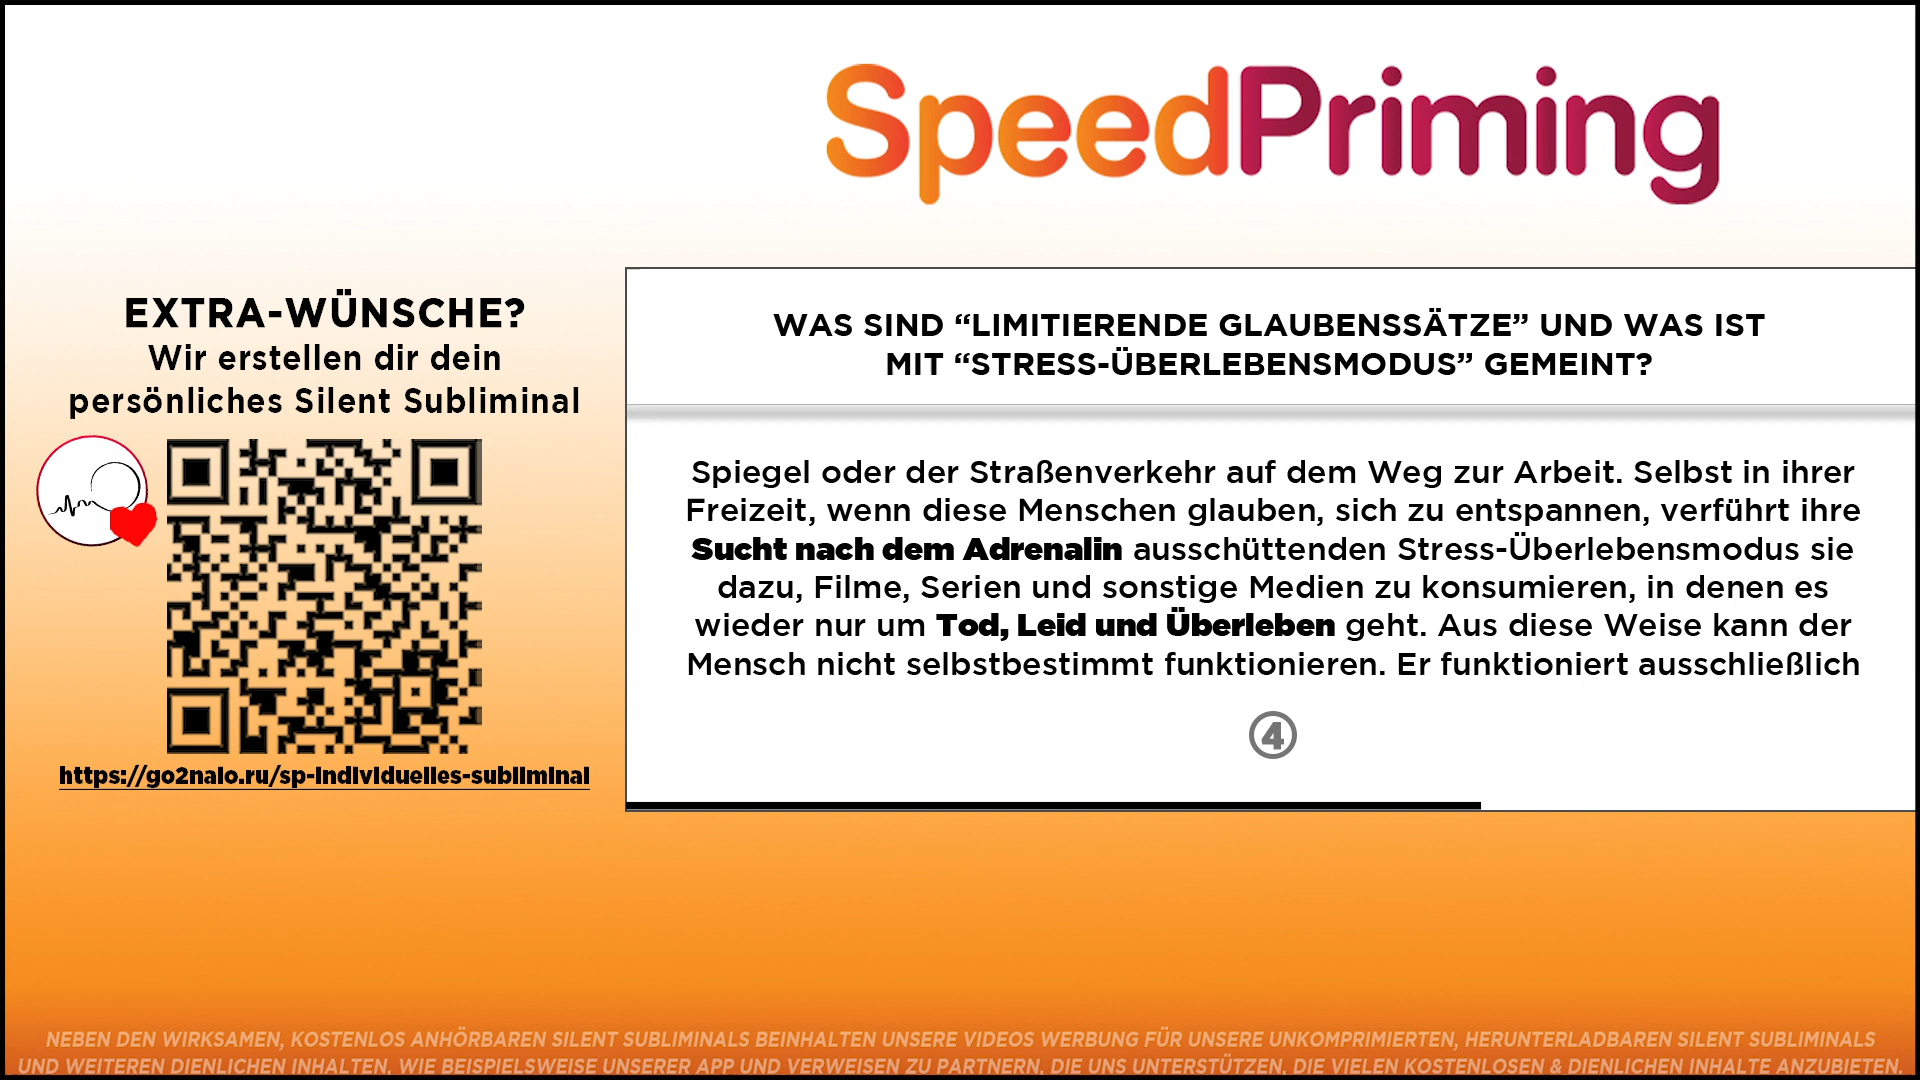 SpeedPriming
EXTRA-WÜNSCHE?
Wir erstellen dir dein
persönliches Silent Subliminal
https://go2nalo.ru/sp-individuelles-subliminal
WAS SIND “LIMITIERENDE GLAUBENSSÄTZE” UND WAS IST
MIT “STRESS-ÜBERLEBENSMODUS” GEMEINT?
Spiegel oder der Straßenverkehr auf dem Weg zur Arbeit. Selbst in ihrer
Freizeit, wenn diese Menschen glauben, sich zu entspannen, verführt ihre
Sucht nach dem Adrenalin ausschüttenden Stress-Überlebensmodus sie
dazu, Filme, Serien und sonstige Medien zu konsumieren, in denen es
wieder nur um Tod, Leid und Überleben geht. Aus diese Weise kann der
Mensch nicht selbstbestimmt funktionieren. Er funktioniert ausschließlich
4
NEBEN DEN WIRKSAMEN, KOSTENLOS ANHÖRBAREN SILENT SUBLIMINALS BEINHALTEN UNSERE VIDEOS WERBUNG FÜR UNSERE UNKOMPRIMIERTEN, HERUNTERLADBAREN SILENT SUBLIMINALS
UND WEITEREN DIENLICHEN INHALTEN, WIE BEISPIELSWEISE UNSERER APP UND VERWEISEN ZU PARTNERN, DIE UNS UNTERSTÜTZEN, DIE VIELEN KOSTENLOSEN & DIENLICHEN INHALTE ANZUBIETEN.